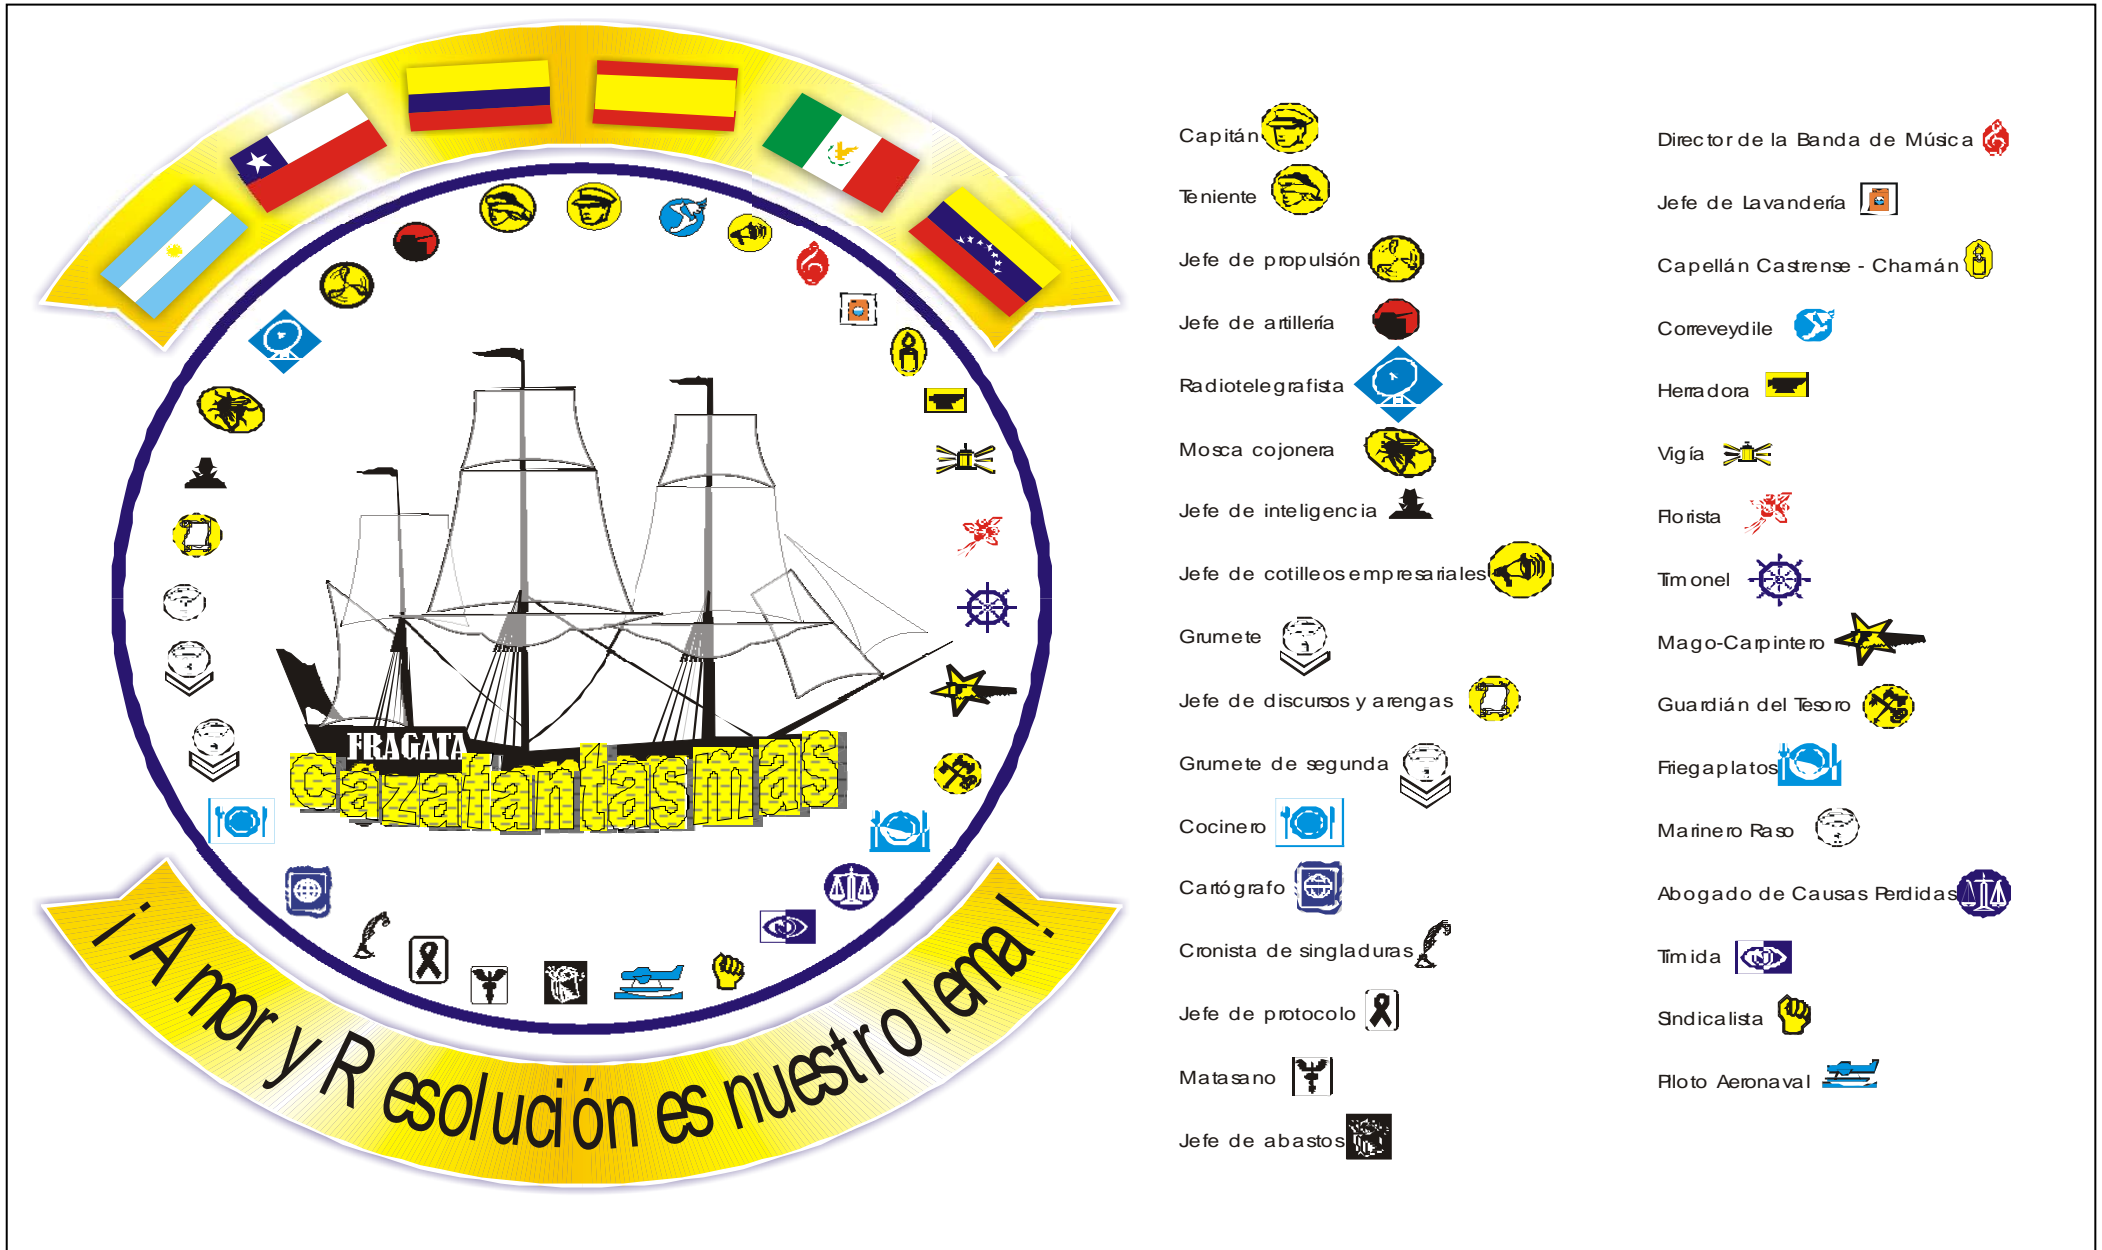 FRAGATA
Cazafantasmas
¡Amor y Resolución es nuestro lema!
Capitán
Teniente
Jefe de propulsión
Jefe de artillería
Radiotelegrafista
Mosca cojonera
Jefe de inteligencia
Jefe de cotilleos empresariales
Grumete
Jefe de discursos y arengas
Grumete de segunda
Cocinero
Cartógrafo
Cronista de singladuras
Jefe de protocolo
Matasano
Jefe de abastos
Director de la Banda de Música
Jefe de Lavandería
Capellán Castrense - Chamán
Correveydile
Herradora
Vigía
Florista
Timonel
Mago-Carpintero
Guardián del Tesoro
Friegaplatos
Marinero Raso
Abogado de Causas Perdidas
Tímida
Sindicalista
Piloto Aeronaval